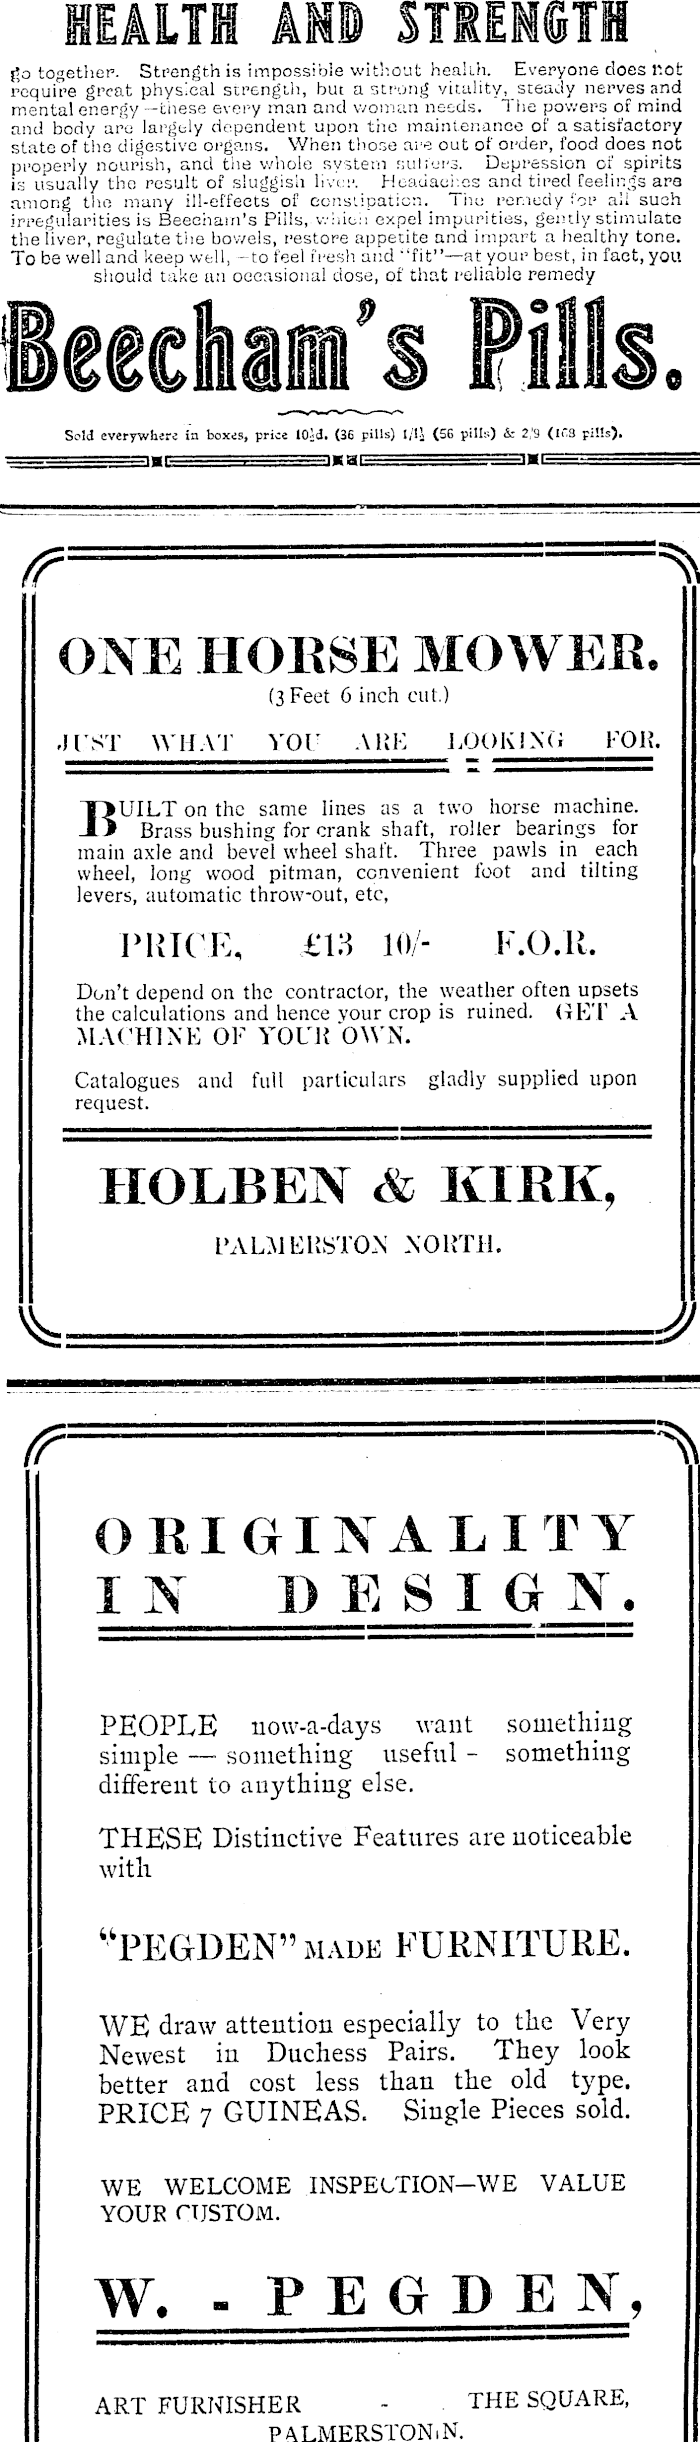 HEALTH AND STRENGTH
go together. Strength is impossible without health. Everyone does not
require great physical strength, but a strong vitality, steady nerves and
mental energy—these every man and woman needs. The powers of mind
and body are largely dependent upon the maintenance of a satisfactory
state of the digestive organs. When those are out of order, food does not
properly nourish, and the whole system suffers. Depression of spirits
is usually the result of sluggish liver. Headaches and tired feelings are
among the many ill-effects of constipation. The remedy for all such
irregularities is Beecham's Pills, which expel impurities, gently stimulate
the liver, regulate the bowels, restore appetite and impart a healthy tone.
To be well and keep well,—to feel fresh and "fit"—at your best, in fact, you
should take an occasional dose, of that reliable remedy
Beecham's Pills.
Sold everywhere in boxes, price 10½d. (36 pills) 1/1½ (56 pills) & 2/9 (168 pills).
ONE HORSE MOWER.
(3 Feet 6 inch cut.)
JUST WHAT YOU ARE LOOKING FOR.
BUILT on the same lines as a two horse machine.
Brass bushing for crank shaft, roller bearings for
main axle and bevel wheel shaft. Three pawls in each
wheel, long wood pitman, convenient foot and tilting
levers, automatic throw-out, etc,
PRICE, £13 10/- F.O.R.
Don't depend on the contractor, the weather often upsets
the calculations and hence your crop is ruined. GET A
MACHINE OF YOUR OWN.
Catalogues and full particulars gladly supplied upon
request.
HOLBEN & KIRK,
PALMERSTON NORTH.
ORIGINALITY
IN DESIGN.
PEOPLE now-a-days want something
simple — something useful - something
different to anything else.
THESE Distinctive Features are noticeable
with
"PEGDEN" MADE FURNITURE.
WE draw attention especially to the Very
Newest in Duchess Pairs. They look
better and cost less than the old type.
PRICE 7 GUINEAS. Single Pieces sold.
WE WELCOME INSPECTION—WE VALUE
YOUR CUSTOM.
W. - PEGDEN,
ART FURNISHER - THE SQUARE,
PALMERSTON N.